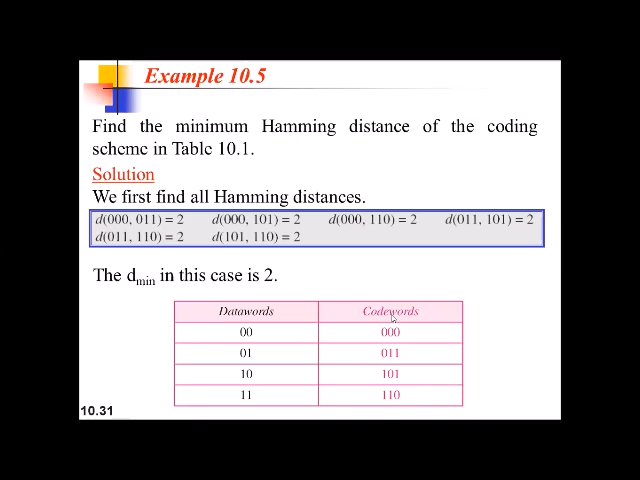 Example 10.5
Find the minimum Hamming distance of the coding
scheme in Table 10.1.
Solution
We first find all Hamming distances.
d(000, 011) = 2 d(000, 101) = 2 d(000, 110) = 2 d(011, 101) = 2
d(011, 110) = 2 d(101, 110) = 2
The dmin in this case is 2.
Datawords Codewords
00 000
01 011
10 101
11 110
10.31